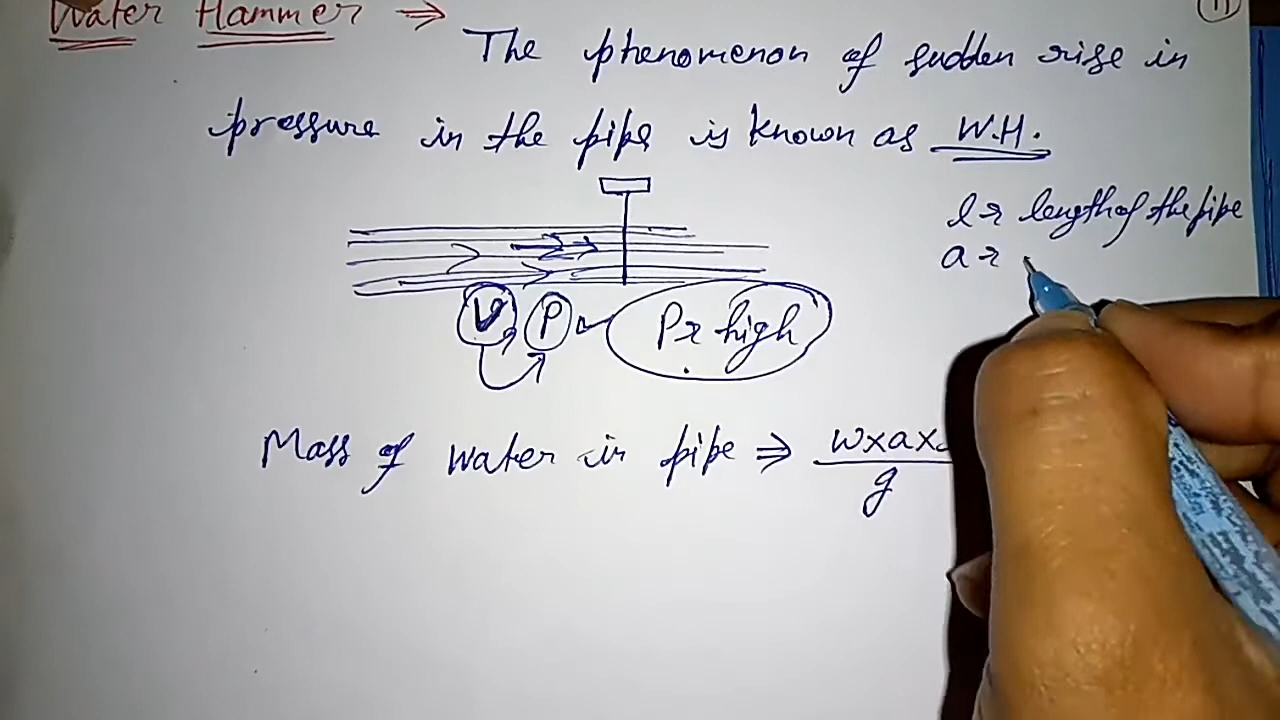 Water Hammer ⇒
The phenomenon of sudden rise in
pressure in the pipe is known as W.H.
l = length of the pipe
a =
V P P = high
Mass of water in pipe ⇒ w×a×
g
11